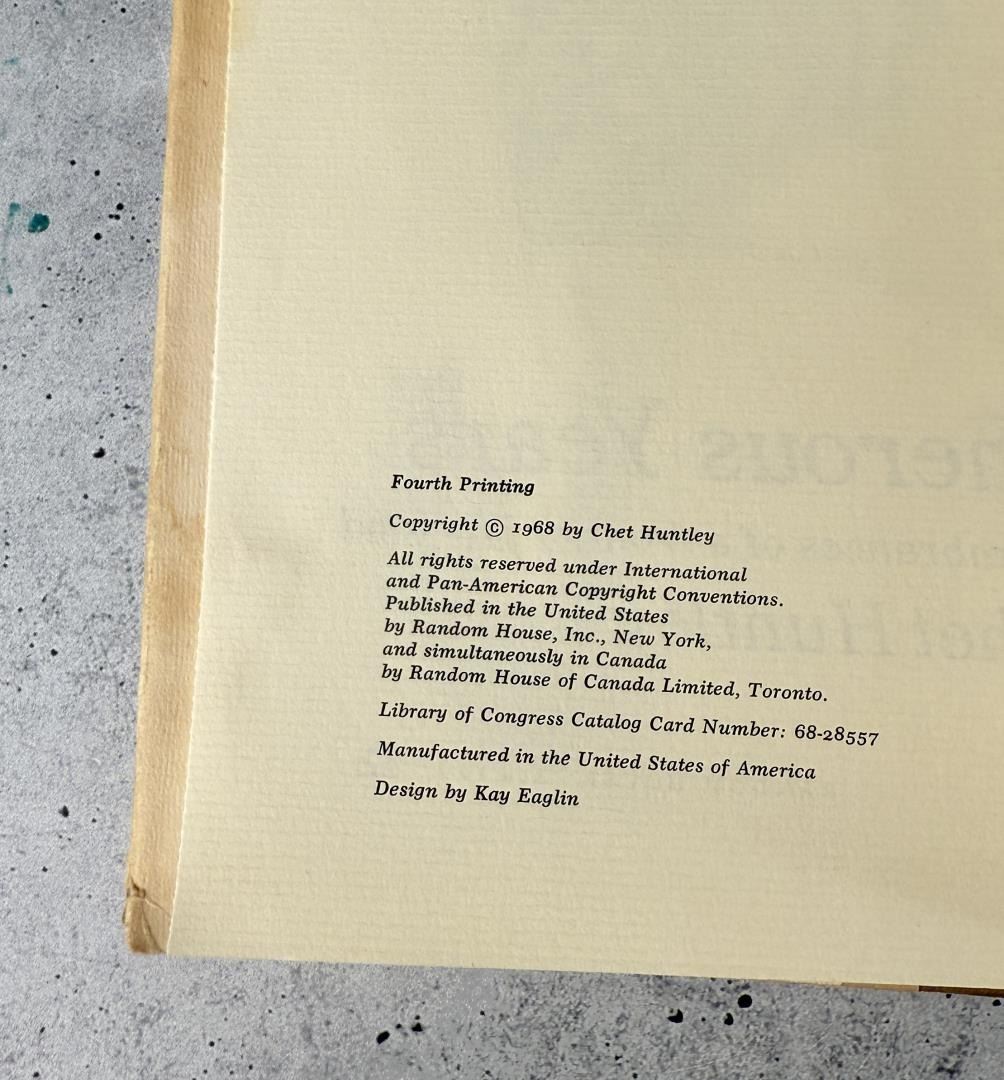 Fourth Printing
Copyright © 1968 by Chet Huntley
All rights reserved under International
and Pan-American Copyright Conventions.
Published in the United States
by Random House, Inc., New York,
and simultaneously in Canada
by Random House of Canada Limited, Toronto.
Library of Congress Catalog Card Number: 68-28557
Manufactured in the United States of America
Design by Kay Eaglin